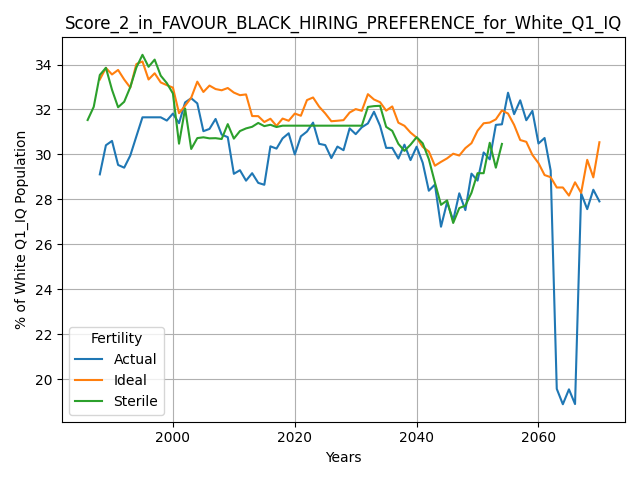 Score_2_in_FAVOUR_BLACK_HIRING_PREFERENCE_for_White_Q1_IQ
% of White Q1_IQ Population
34
32
30
28
26
24
22
20
Fertility
Actual
Ideal
Sterile
2000
2020
2040
2060
Years